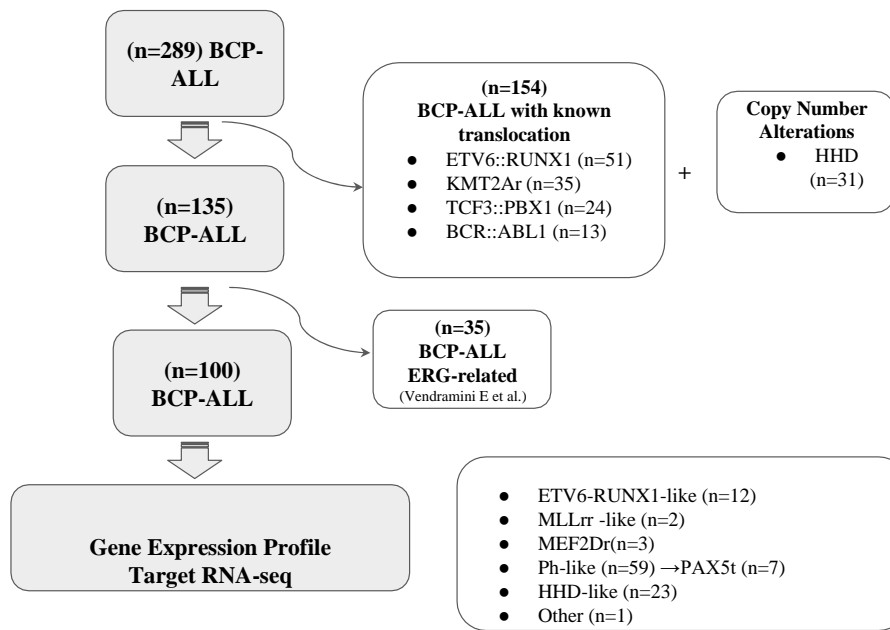 (n=289) BCP-
ALL
(n=154)
BCP-ALL with known
translocation
● ETV6::RUNX1 (n=51)
● KMT2Ar (n=35)
● TCF3::PBX1 (n=24)
● BCR::ABL1 (n=13)
+
Copy Number
Alterations
● HHD
(n=31)
(n=135)
BCP-ALL
(n=35)
BCP-ALL
ERG-related
(Vendramini E et al.)
(n=100)
BCP-ALL
Gene Expression Profile
Target RNA-seq
● ETV6-RUNX1-like (n=12)
● MLLrr -like (n=2)
● MEF2Dr(n=3)
● Ph-like (n=59) →PAX5t (n=7)
● HHD-like (n=23)
● Other (n=1)